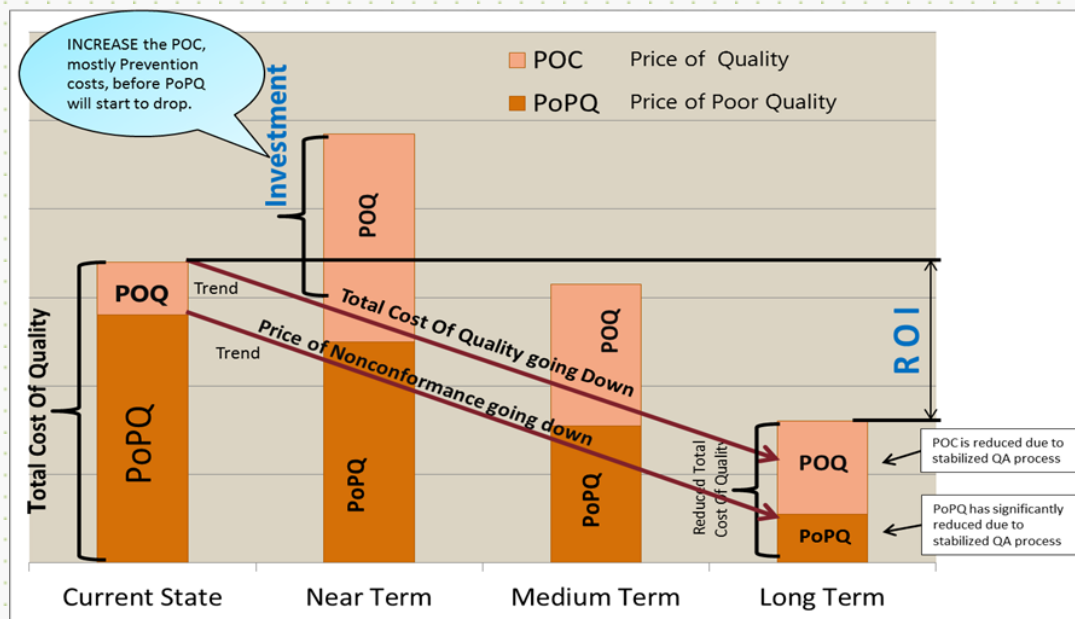 INCREASE the POC,
mostly Prevention
costs, before PoPQ
will start to drop.
Investment
POC Price of Quality
PoPQ Price of Poor Quality
Total Cost Of Quality
POQ
PoPQ
Trend
Trend
POQ
PoPQ
Total Cost Of Quality going Down
Price of Nonconformance going down
POQ
PoPQ
Reduced Total
Cost Of Quality
POQ
PoPQ
ROI
POC is reduced due to
stabilized QA process
PoPQ has significantly
reduced due to
stabilized QA process
Current State
Near Term
Medium Term
Long Term